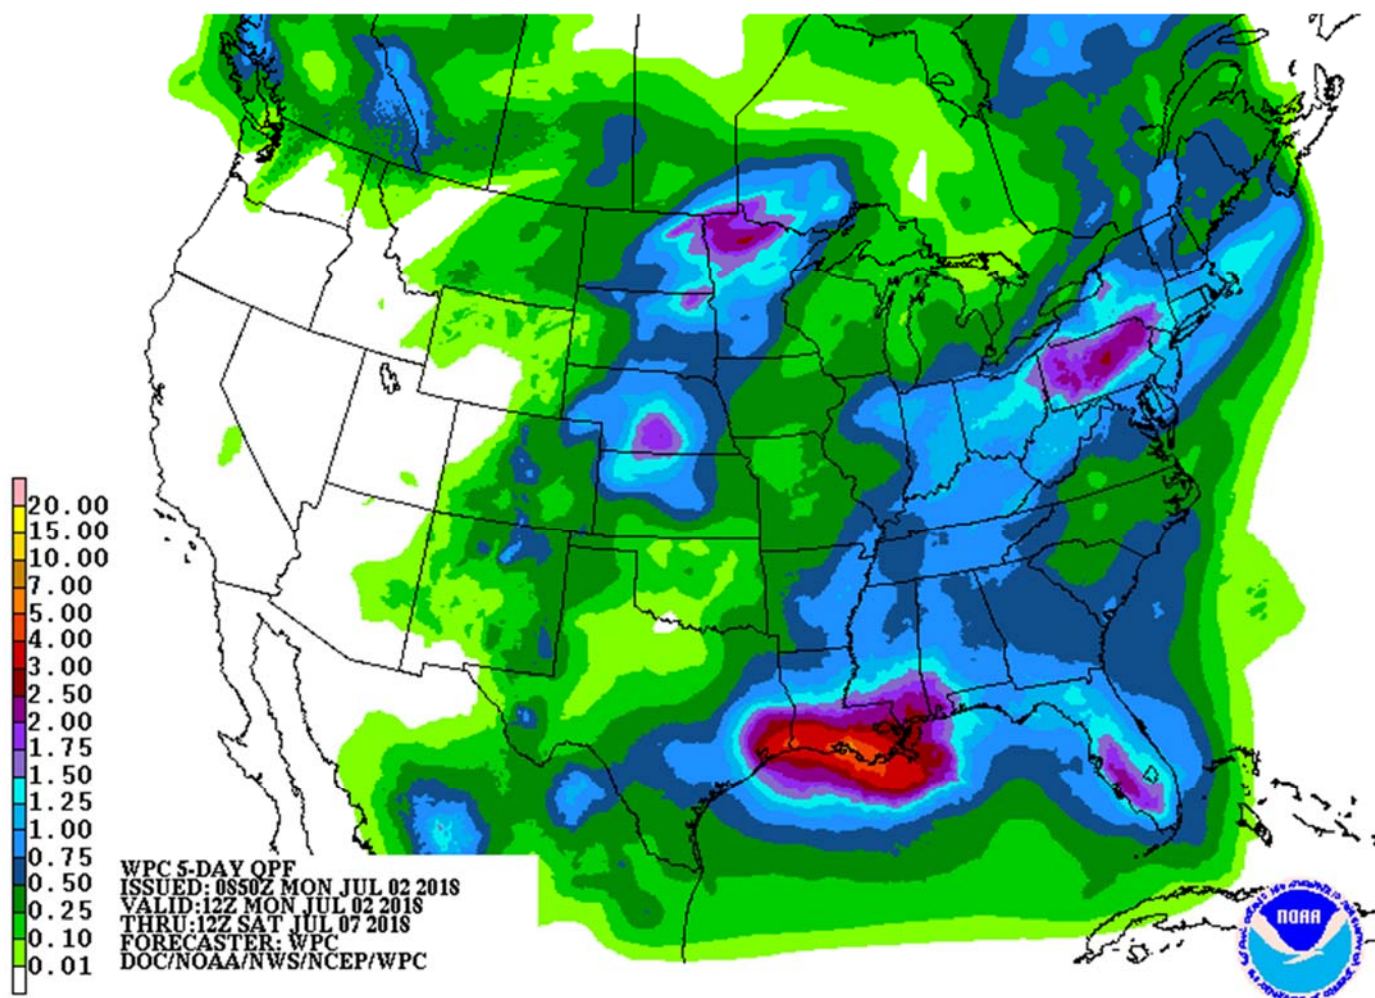 20.00
15.00
10.00
7.00
5.00
4.00
3.00
2.50
2.00
1.75
1.50
1.25
1.00
0.75
0.50
0.25
0.10
0.01
WPC 5-DAY QPF
ISSUED: 0850Z MON JUL 02 2018
VALID:12Z MON JUL 02 2018
THRU:12Z SAT JUL 07 2018
FORECASTER: WPC
DOC/NOAA/NWS/NCEP/WPC
NOAA